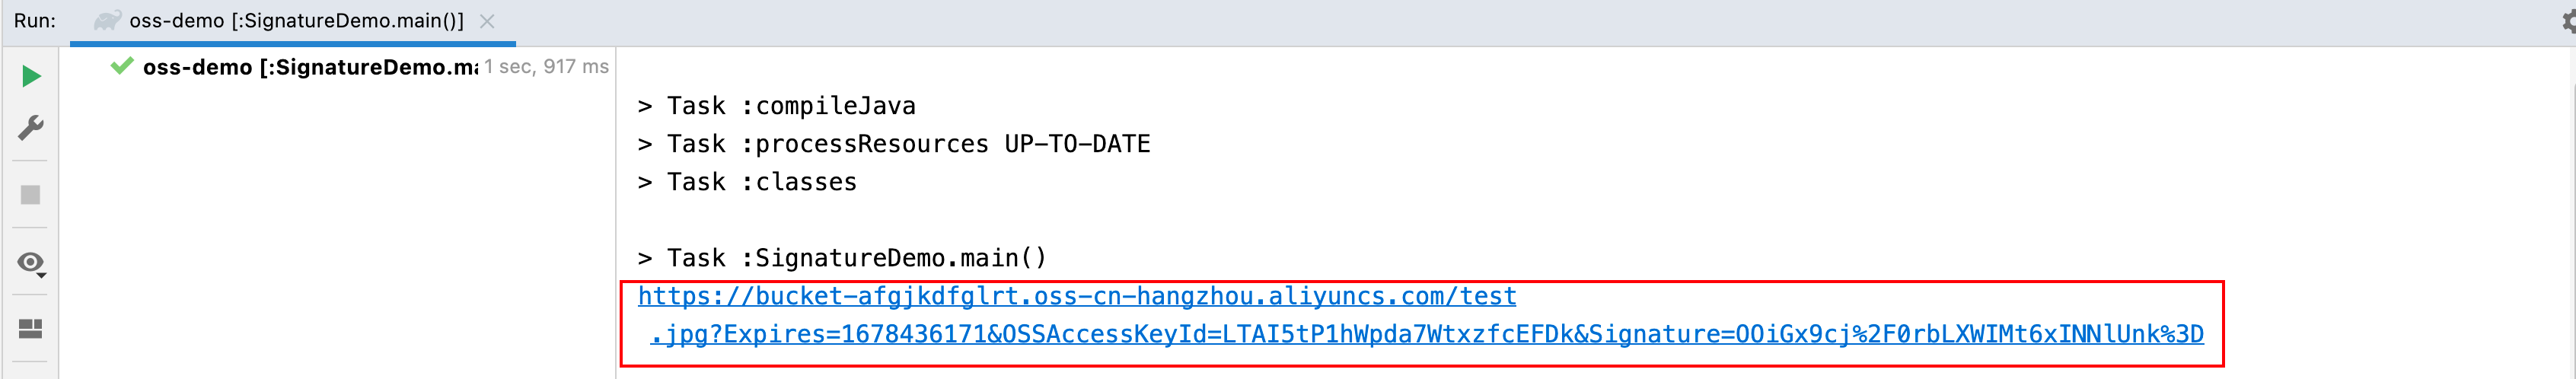 Run: oss-demo [:SignatureDemo.main()]
oss-demo [:SignatureDemo.ma 1 sec, 917 ms
> Task :compileJava
> Task :processResources UP-TO-DATE
> Task :classes
> Task :SignatureDemo.main()
https://bucket-afgjkdfglrt.oss-cn-hangzhou.aliyuncs.com/test
.jpg?Expires=1678436171&OSSAccessKeyId=LTAI5tP1hWpda7WtxzfcEFDk&Signature=OOiGx9cj%2F0rbLXWIMt6xINNlUnk%3D